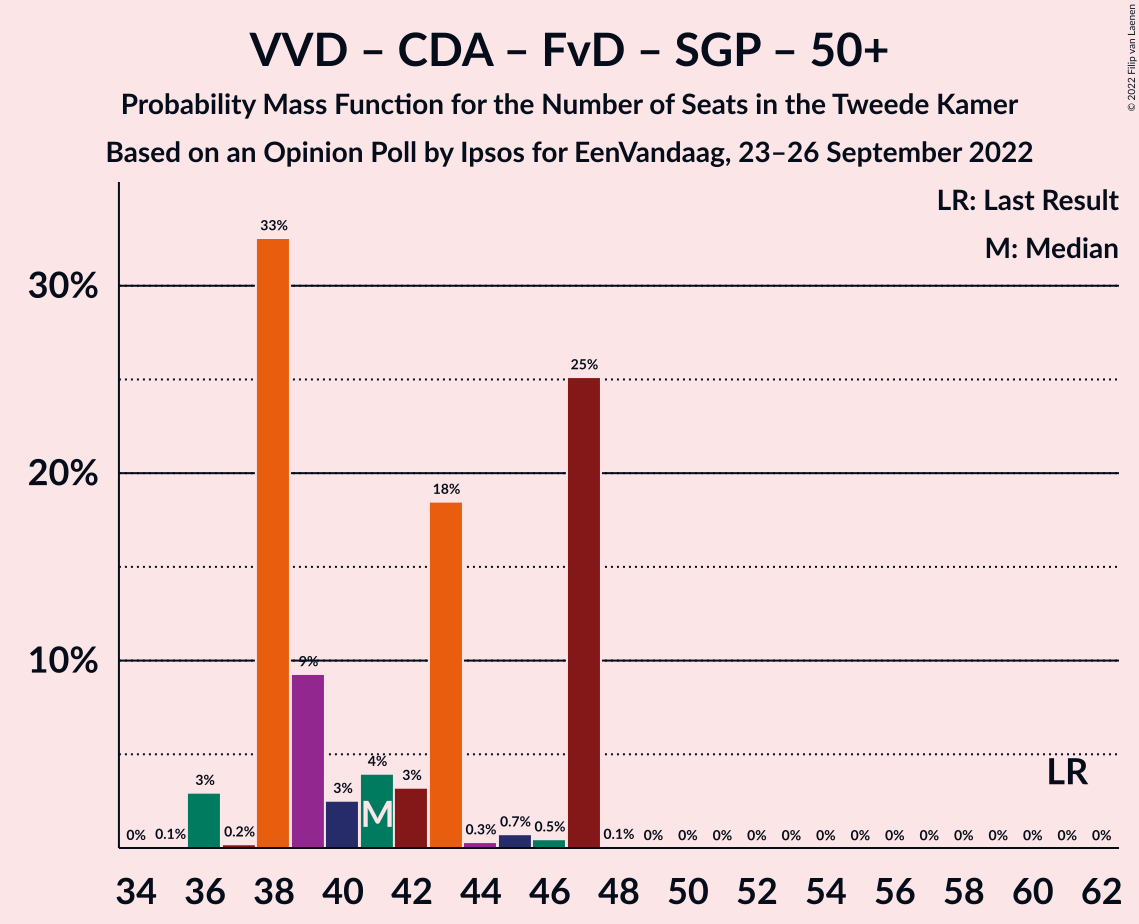 VVD – CDA – FvD – SGP – 50+
Probability Mass Function for the Number of Seats in the Tweede Kamer
Based on an Opinion Poll by Ipsos for EenVandaag, 23–26 September 2022
© 2022 Filip van Laenen
LR: Last Result
M: Median
30%
20%
10%
0% 0.1% 3% 0.2% 33% 9% 3% 4% 3% 18% 0.3% 0.7% 0.5% 25% 0.1% 0% 0% 0% 0% 0% 0% 0% 0% 0% 0% 0% 0% 0% 0%
M
LR
34 36 38 40 42 44 46 48 50 52 54 56 58 60 62